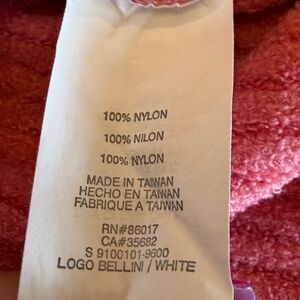 100% NYLON
100% NILON
100% NYLON
MADE IN TAIWAN
HECHO EN TAIWAN
FABRIQUE A TAIWAN
RN#86017
CA#35682
S 9100101-9600
LOGO BELLINI / WHITE